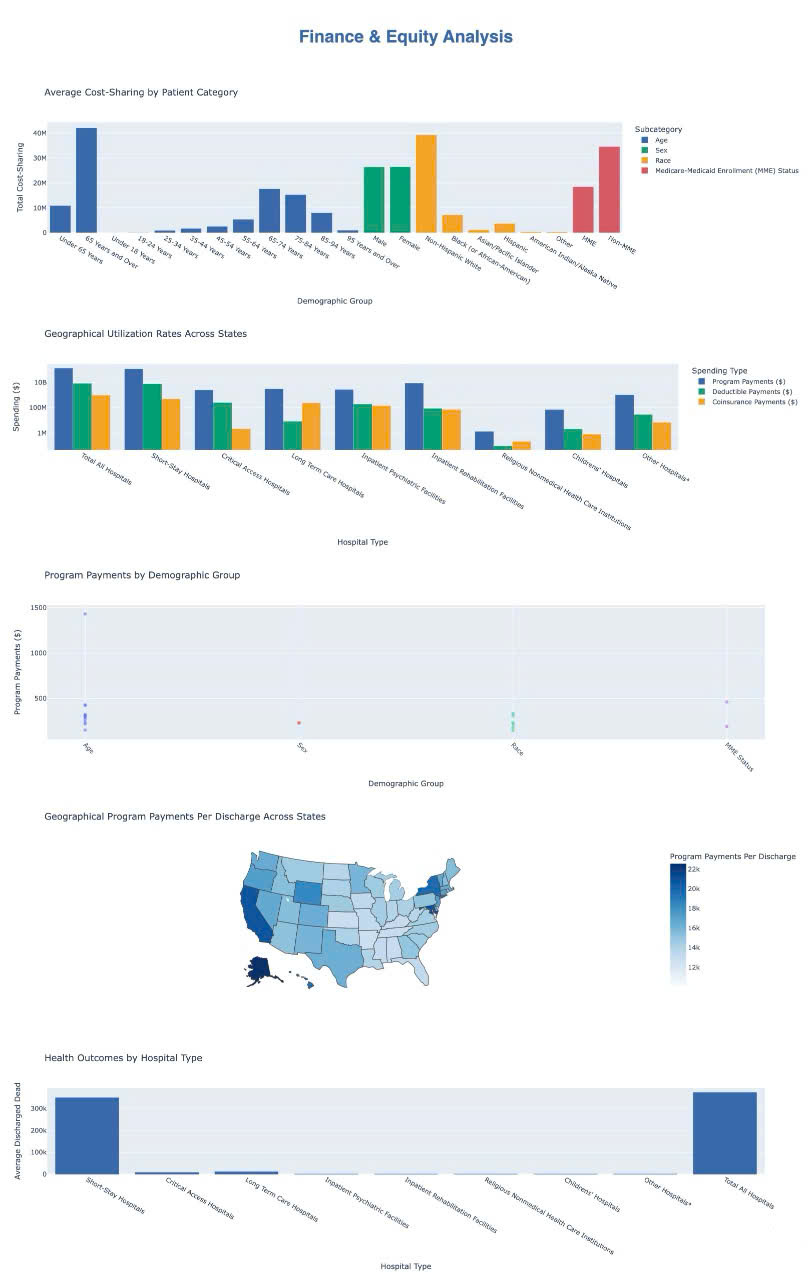 Finance & Equity Analysis
Average Cost-Sharing by Patient Category
Total Cost-Sharing
40M
30M
20M
10M
0
Under 65 Years
65 Years and Over
Under 18 Years
18-24 Years
25-34 Years
35-44 Years
45-54 Years
55-64 Years
65-74 Years
75-84 Years
85-94 Years
95 Years and Over
Male
Female
Non-Hispanic White
Black (or African-American)
Asian/Pacific Islander
Hispanic
American Indian/Alaska Native
Other
MME
Non-MME
Demographic Group
Subcategory
Age
Sex
Race
Medicare-Medicaid Enrollment (MME) Status
Geographical Utilization Rates Across States
Spending ($)
10B
100M
1M
Total All Hospitals
Short-Stay Hospitals
Critical Access Hospitals
Long Term Care Hospitals
Inpatient Psychiatric Facilities
Inpatient Rehabilitation Facilities
Religious Nonmedical Health Care Institutions
Childrens' Hospitals
Other Hospitals*
Hospital Type
Spending Type
Program Payments ($)
Deductible Payments ($)
Coinsurance Payments ($)
Program Payments by Demographic Group
Program Payments ($)
1500
1000
500
Age
Sex
Race
MME Status
Demographic Group
Geographical Program Payments Per Discharge Across States
Program Payments Per Discharge
22k
20k
18k
16k
14k
12k
Health Outcomes by Hospital Type
Average Discharged Dead
300k
200k
100k
0
Short-Stay Hospitals
Critical Access Hospitals
Long Term Care Hospitals
Inpatient Psychiatric Facilities
Inpatient Rehabilitation Facilities
Religious Nonmedical Health Care Institutions
Childrens' Hospitals
Other Hospitals*
Total All Hospitals
Hospital Type